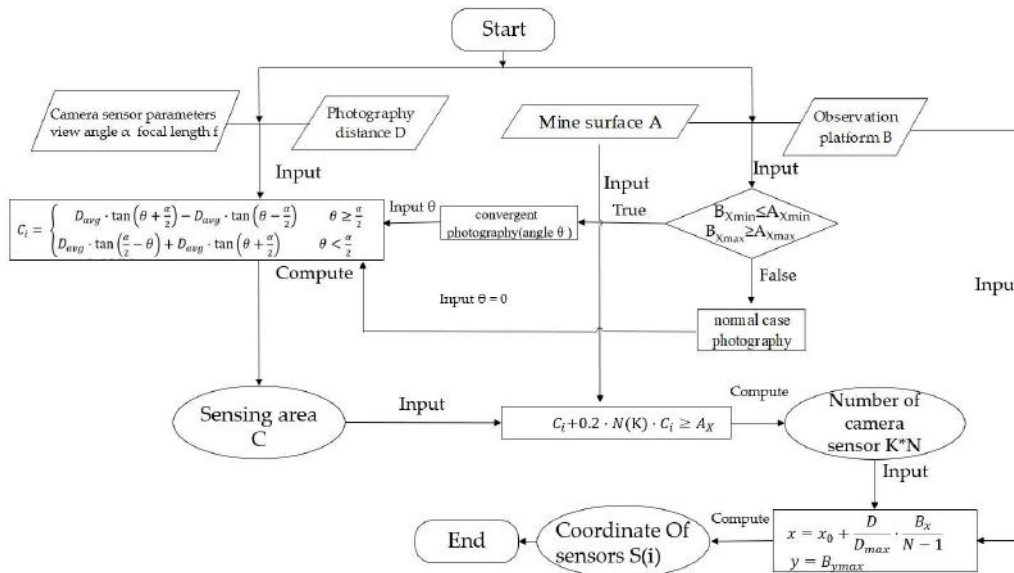 Start
Camera sensor parameters
view angle α focal length f
Photography
distance D
Mine surface A
Observation
platform B
Input
Input
Input
True
B_Xmin≤A_Xmin
B_Xmax≥A_Xmax
Input θ
convergent
photography(angle θ )
C_i = { D_avg · tan(θ + α/2) − D_avg · tan(θ − α/2) θ ≥ α/2
D_avg · tan(α/2 − θ) + D_avg · tan(θ + α/2) θ < α/2
Compute
False
Input
Input θ = 0
normal case
photography
Sensing area
C
Input
C_i+0.2 · N(K) · C_i ≥ A_X
Compute
Number of
camera
sensor K*N
Input
x = x_0 + D/D_max · B_x/(N − 1)
y = B_ymax
Compute
Coordinate Of
sensors S(i)
End